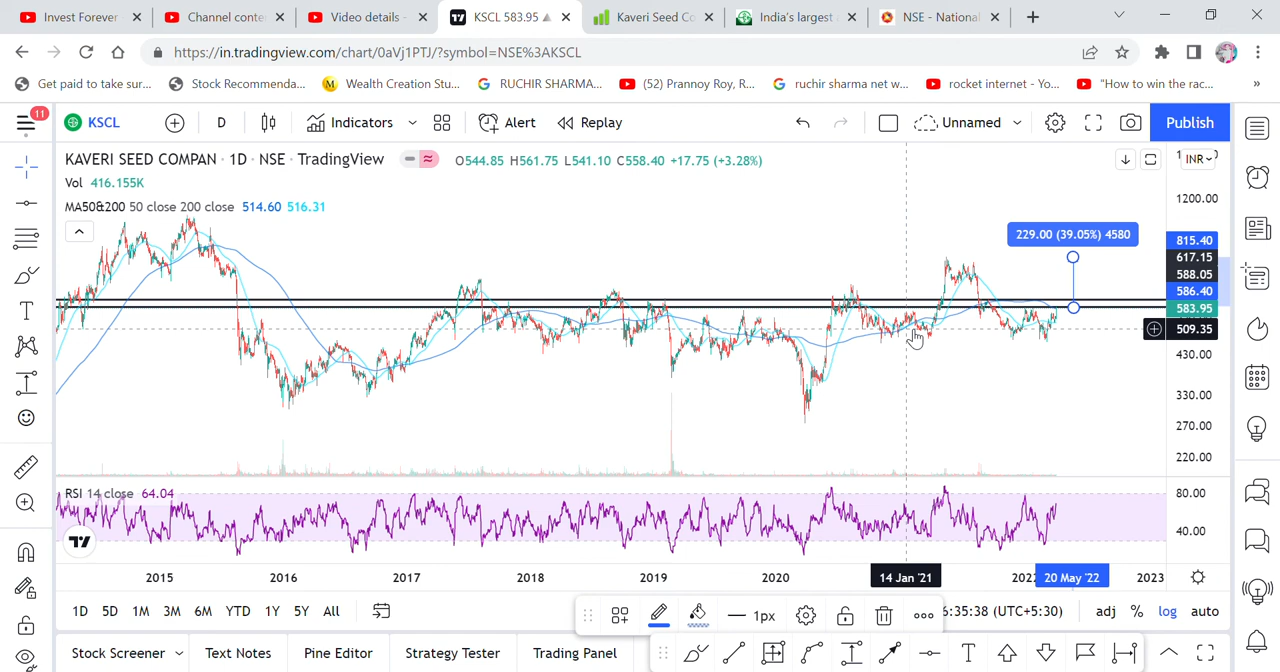 Invest Forever
Channel conte
Video details -
KSCL 583.95
Kaveri Seed Co
India's largest a
NSE - National
https://in.tradingview.com/chart/0aVj1PTJ/?symbol=NSE%3AKSCL
Get paid to take sur...
Stock Recommenda...
Wealth Creation Stu...
RUCHIR SHARMA...
(52) Prannoy Roy, R...
ruchir sharma net w...
rocket internet - Yo...
"How to win the rac...
»
11
KSCL
D
Indicators
Alert
Replay
Unnamed
Publish
KAVERI SEED COMPAN · 1D · NSE · TradingView
O544.85 H561.75 L541.10 C558.40 +17.75 (+3.28%)
INR
Vol 416.155K
MA50&200 50 close 200 close 514.60 516.31
1200.00
229.00 (39.05%) 4580
815.40
617.15
588.05
586.40
583.95
509.35
430.00
330.00
270.00
220.00
RSI 14 close 64.04
80.00
40.00
2015
2016
2017
2018
2019
2020
14 Jan '21
2022
20 May '22
2023
1D
5D
1M
3M
6M
YTD
1Y
5Y
All
1px
6:35:38 (UTC+5:30)
adj
%
log
auto
Stock Screener
Text Notes
Pine Editor
Strategy Tester
Trading Panel